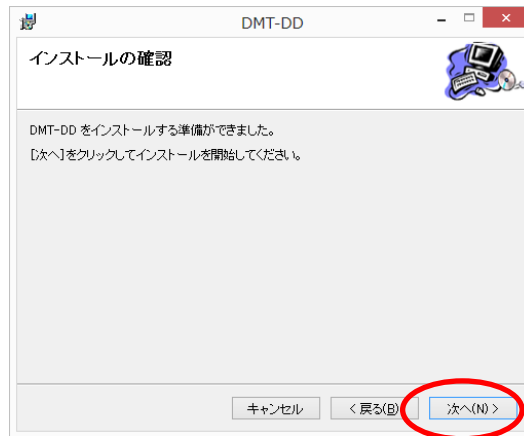 DMT-DD
インストールの確認
DMT-DD をインストールする準備ができました。
[次へ]をクリックしてインストールを開始してください。
キャンセル
< 戻る(B)
次へ(N) >